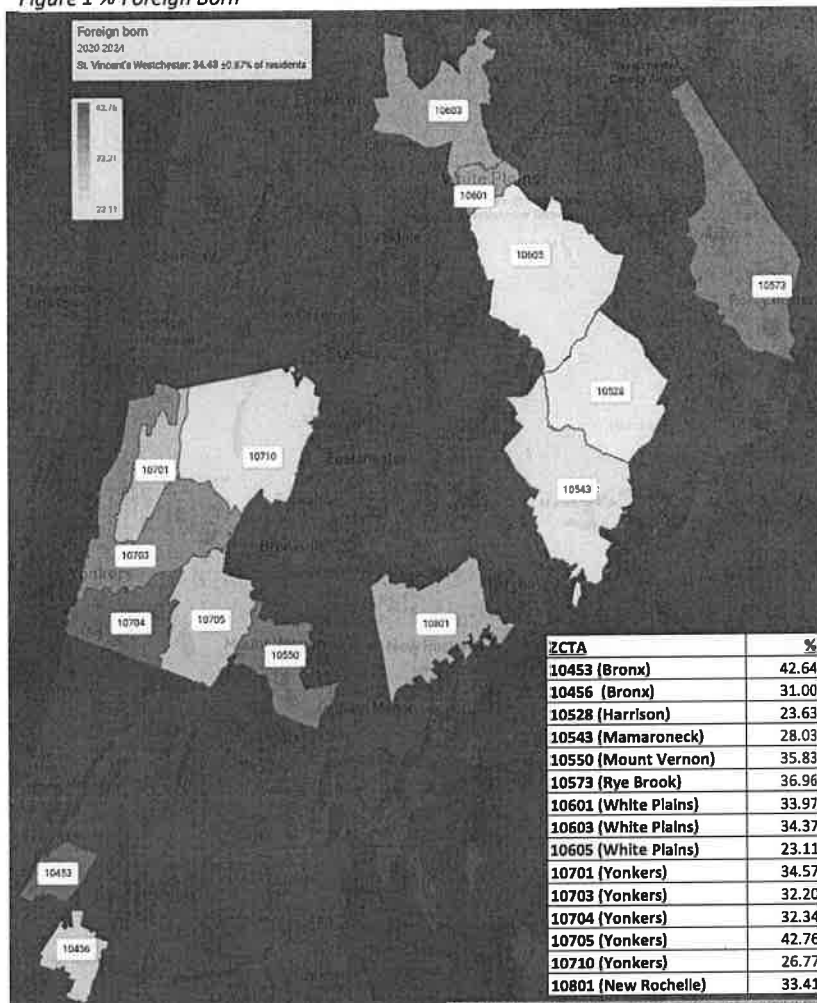 Figure 1 % Foreign Born
Foreign born
2020-2024
St. Vincent's Westchester: 34.43 ±0.87% of residents
42.76
33.21
23.11
10603
White Plains
10601
10605
10573
10528
10701
10710
10543
10703
Yonkers
10704
10705
10801
10550
10453
10456
ZCTA %
10453 (Bronx) 42.64
10456 (Bronx) 31.00
10528 (Harrison) 23.63
10543 (Mamaroneck) 28.03
10550 (Mount Vernon) 35.83
10573 (Rye Brook) 36.96
10601 (White Plains) 33.97
10603 (White Plains) 34.37
10605 (White Plains) 23.11
10701 (Yonkers) 34.57
10703 (Yonkers) 32.20
10704 (Yonkers) 32.34
10705 (Yonkers) 42.76
10710 (Yonkers) 26.77
10801 (New Rochelle) 33.41